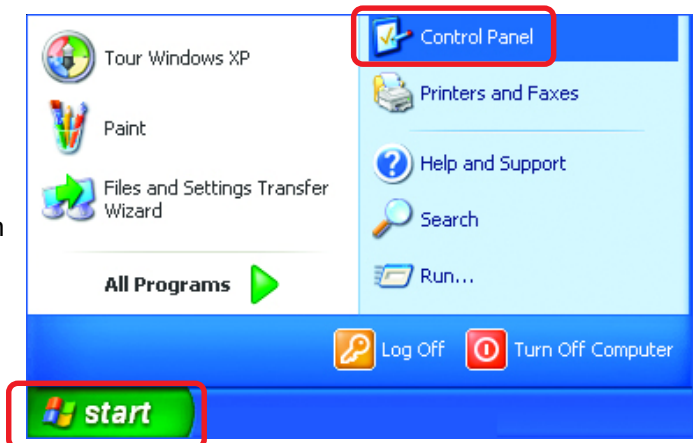 Tour Windows XP
Paint
Files and Settings Transfer
Wizard
All Programs
Control Panel
Printers and Faxes
Help and Support
Search
Run...
Log Off
Turn Off Computer
start